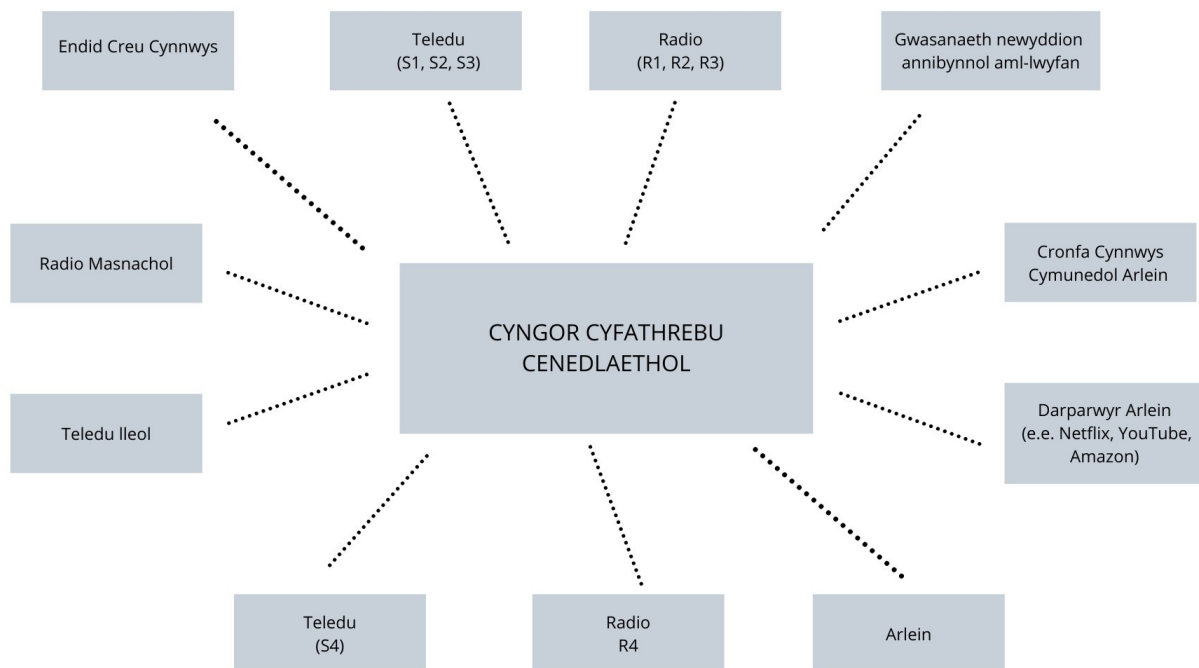 Endid Creu Cynnwys
Teledu
(S1, S2, S3)
Radio
(R1, R2, R3)
Gwasanaeth newyddion
annibynnol aml-lwyfan
Radio Masnachol
CYNGOR CYFATHREBU
CENEDLAETHOL
Cronfa Cynnwys
Cymunedol Arlein
Teledu lleol
Darparwyr Arlein
(e.e. Netflix, YouTube,
Amazon)
Teledu
(S4)
Radio
R4
Arlein